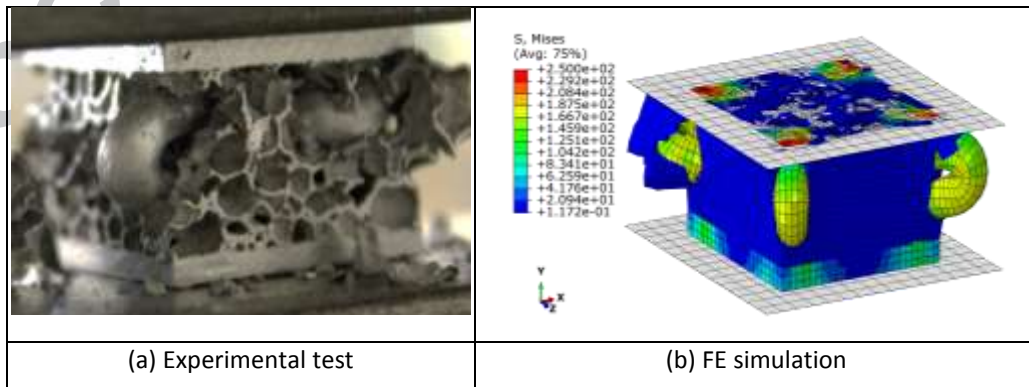 S, Mises
(Avg: 75%)
+2.500e+02
+2.292e+02
+2.084e+02
+1.875e+02
+1.667e+02
+1.459e+02
+1.251e+02
+1.042e+02
+8.341e+01
+6.259e+01
+4.176e+01
+2.094e+01
+1.172e-01
Y
X
Z
(a) Experimental test
(b) FE simulation